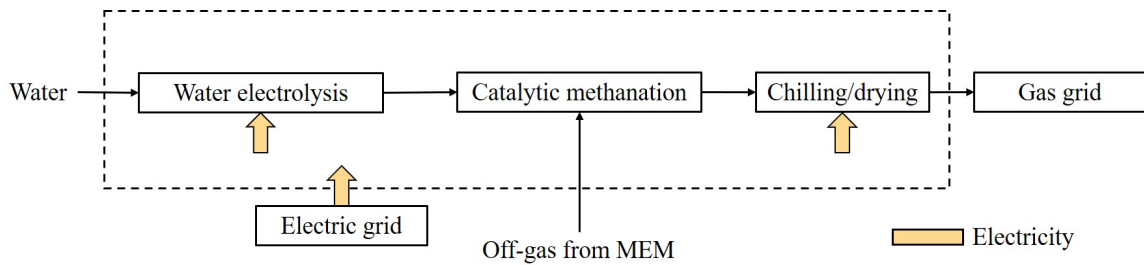 Water
Water electrolysis
Catalytic methanation
Chilling/drying
Gas grid
Electric grid
Off-gas from MEM
Electricity